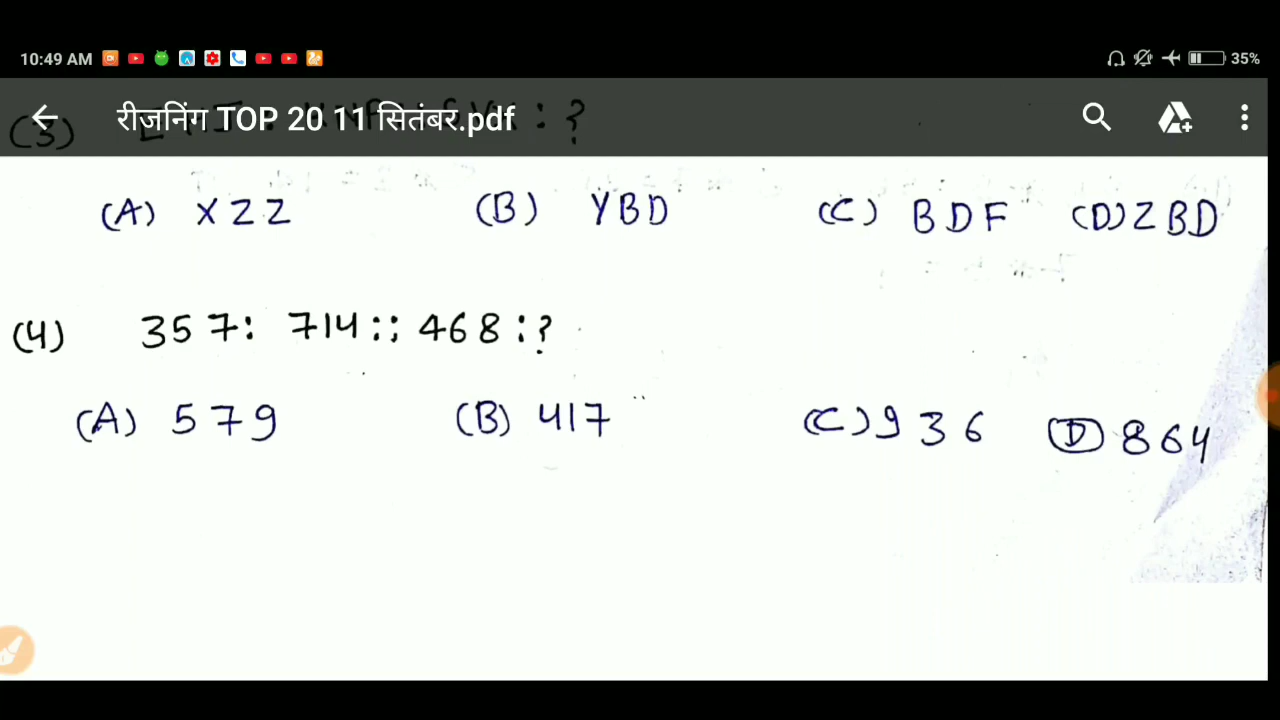 10:49 AM 35%
रीजनिंग TOP 20 11 सितंबर.pdf
(3) : ?
(A) XZZ (B) YBD (C) BDF (D) ZBD
(4) 357 : 714 :: 468 : ?
(A) 579 (B) 417 (C) 936 (D) 864